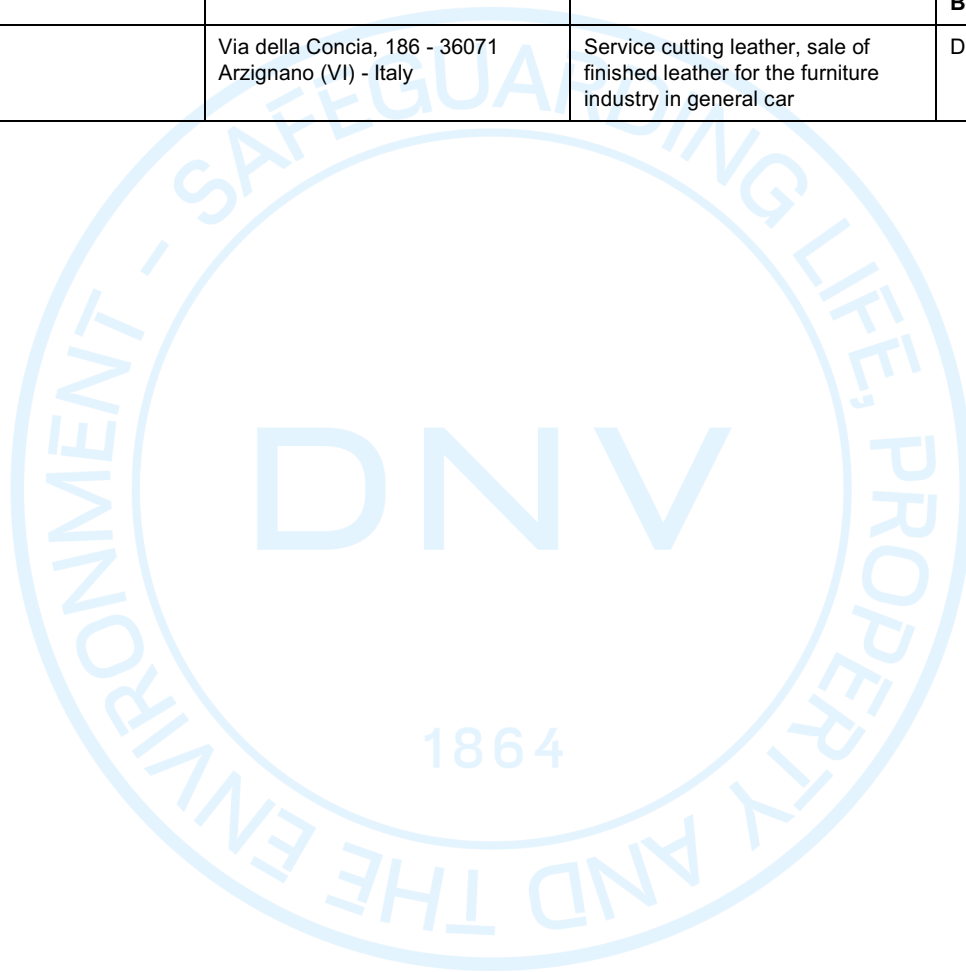 B
Via della Concia, 186 - 36071
Arzignano (VI) - Italy
Service cutting leather, sale of
finished leather for the furniture
industry in general car
D
SAFEGUARDING LIFE, PROPERTY AND THE ENVIRONMENT -
DNV
1864